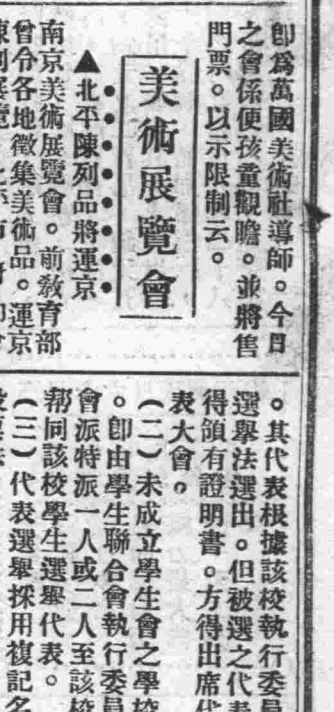 卽爲萬國美術社導師。今日
之會係便孩童觀瞻。並將售
門票。以示限制云。
美術展覽會
▲北平陳列品將運京
南京美術展覽會。前敎育部
曾令各地徵集美術品。運京
。其代表根據該校執行委員
選舉法選出。但被選之代表
得領有證明書。方得出席代
表大會。
(二)未成立學生會之學校
。卽由學生聯合會執行委員
會派特派一人或二人至該校
帮同該校學生選舉代表。
(三)代表選舉採用複記名